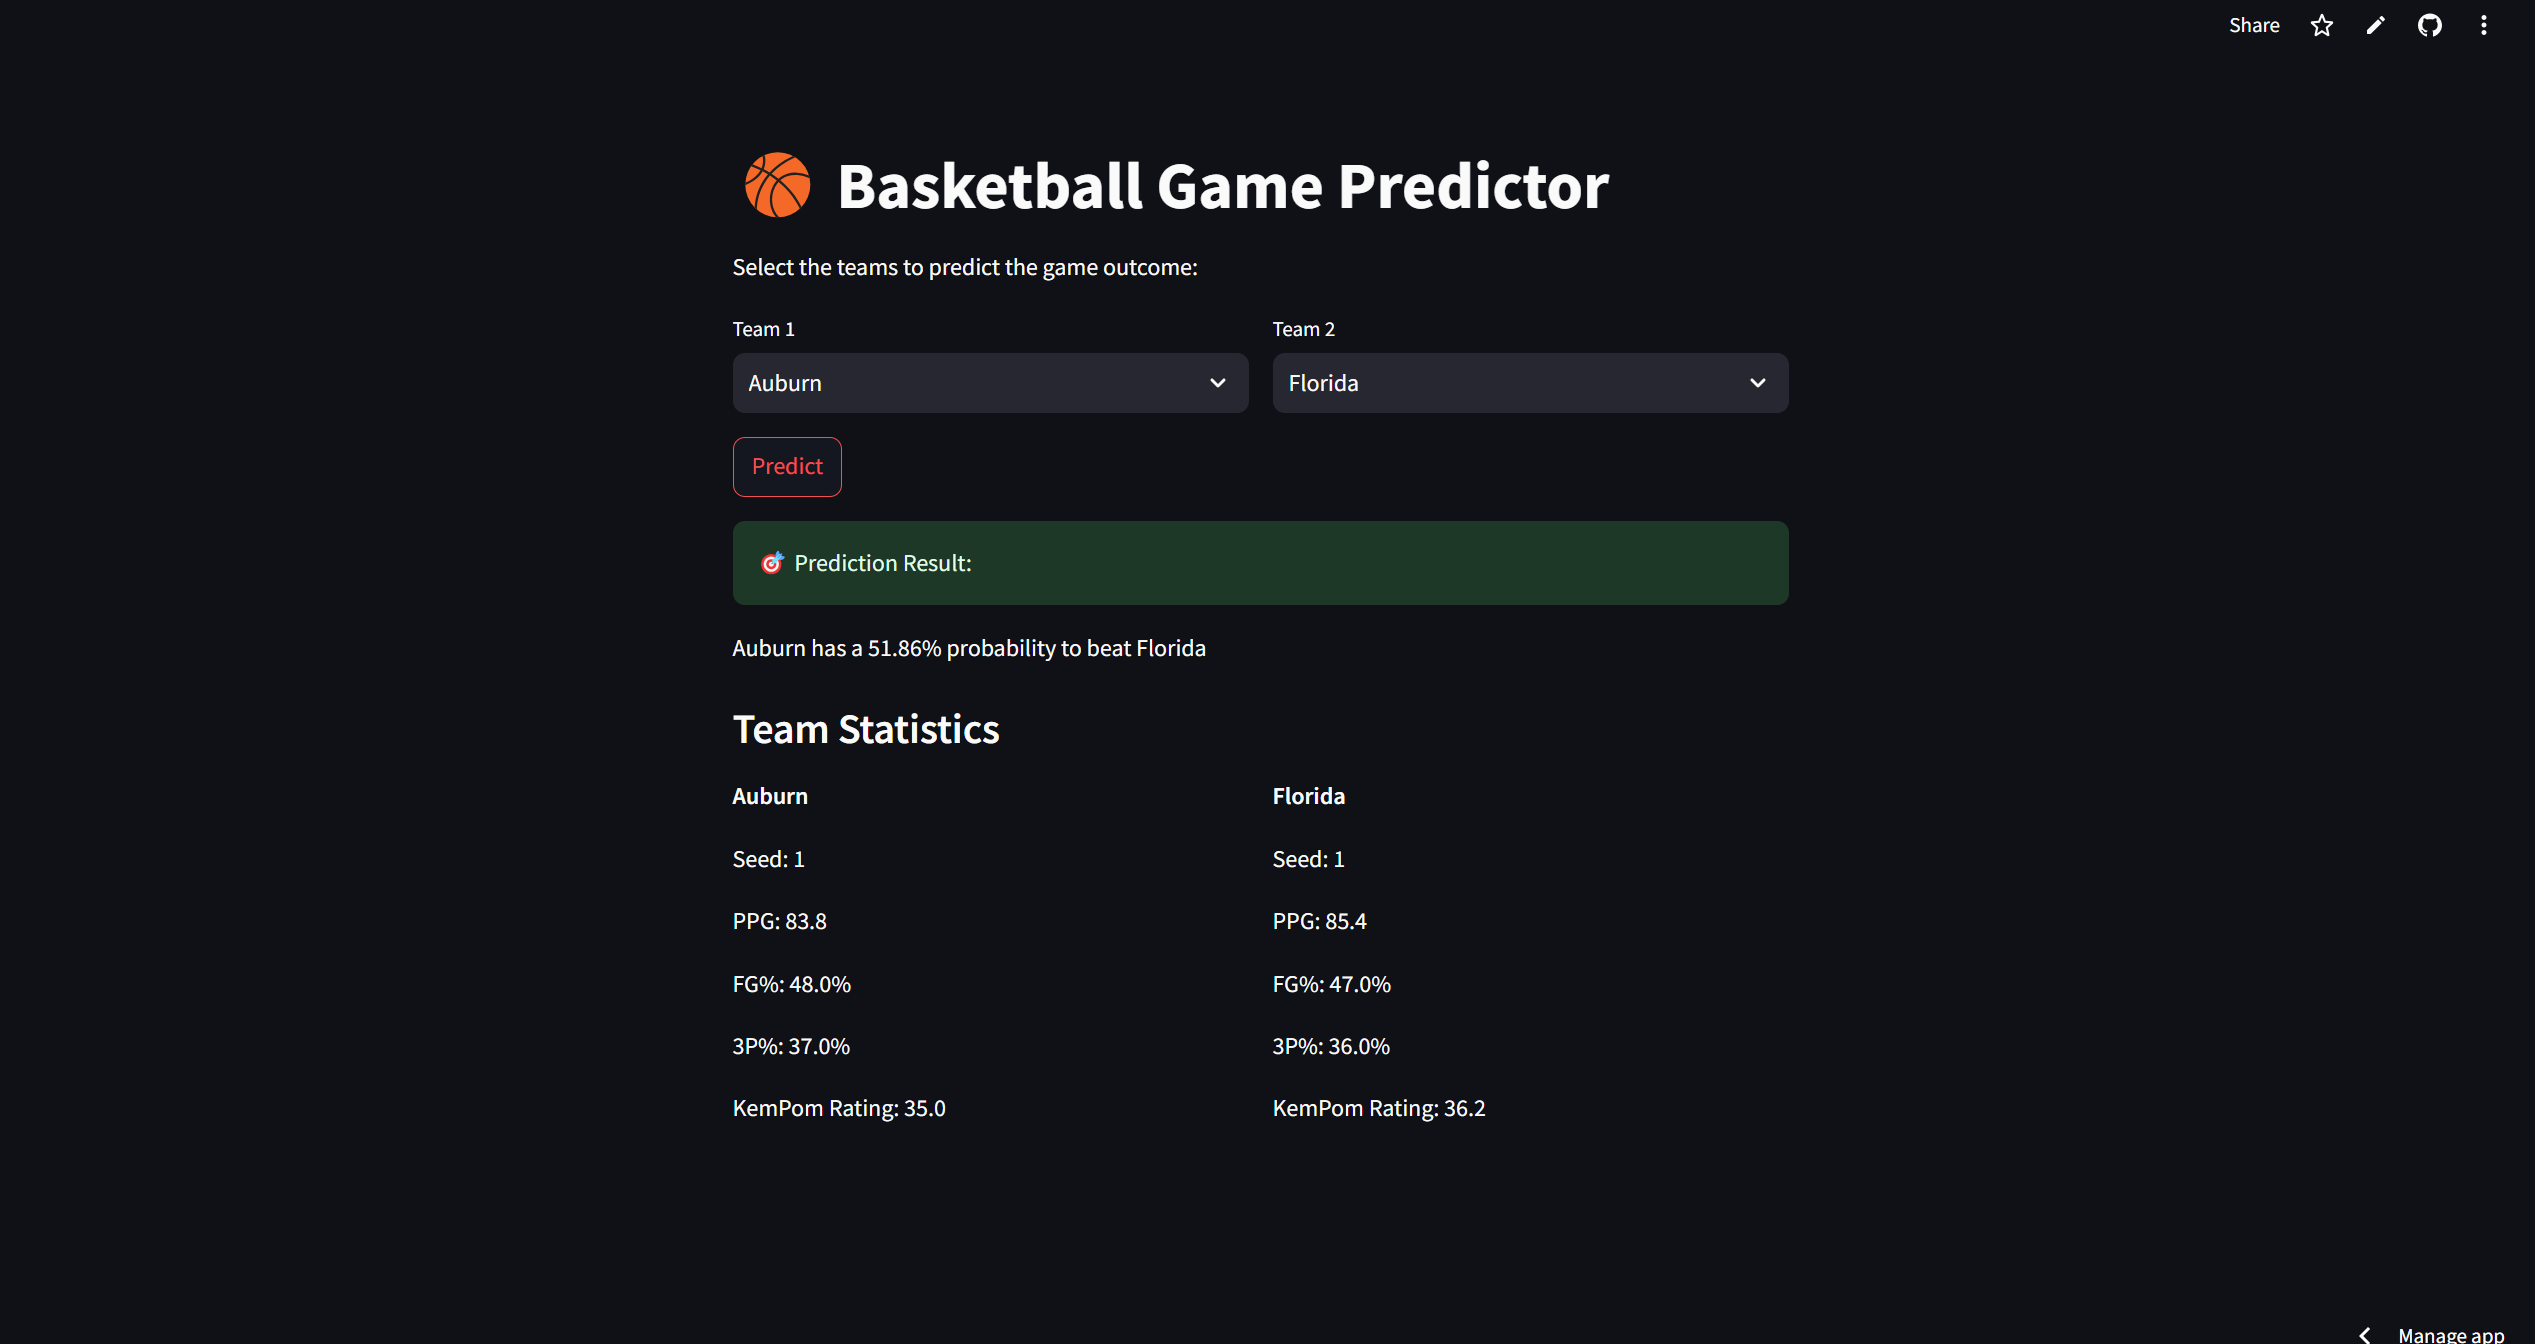 Share
Basketball Game Predictor
Select the teams to predict the game outcome:
Team 1
Team 2
Auburn
Florida
Predict
Prediction Result:
Auburn has a 51.86% probability to beat Florida
Team Statistics
Auburn
Florida
Seed: 1
Seed: 1
PPG: 83.8
PPG: 85.4
FG%: 48.0%
FG%: 47.0%
3P%: 37.0%
3P%: 36.0%
KemPom Rating: 35.0
KemPom Rating: 36.2
Manage app